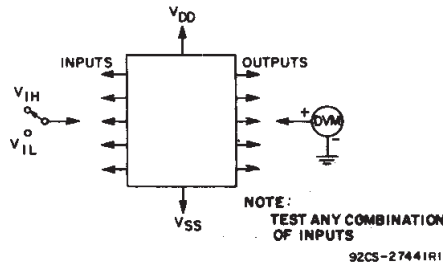 VDD
INPUTS
OUTPUTS
VIH
VIL
+
DVM
-
VSS
NOTE:
TEST ANY COMBINATION
OF INPUTS
92CS-27441R1